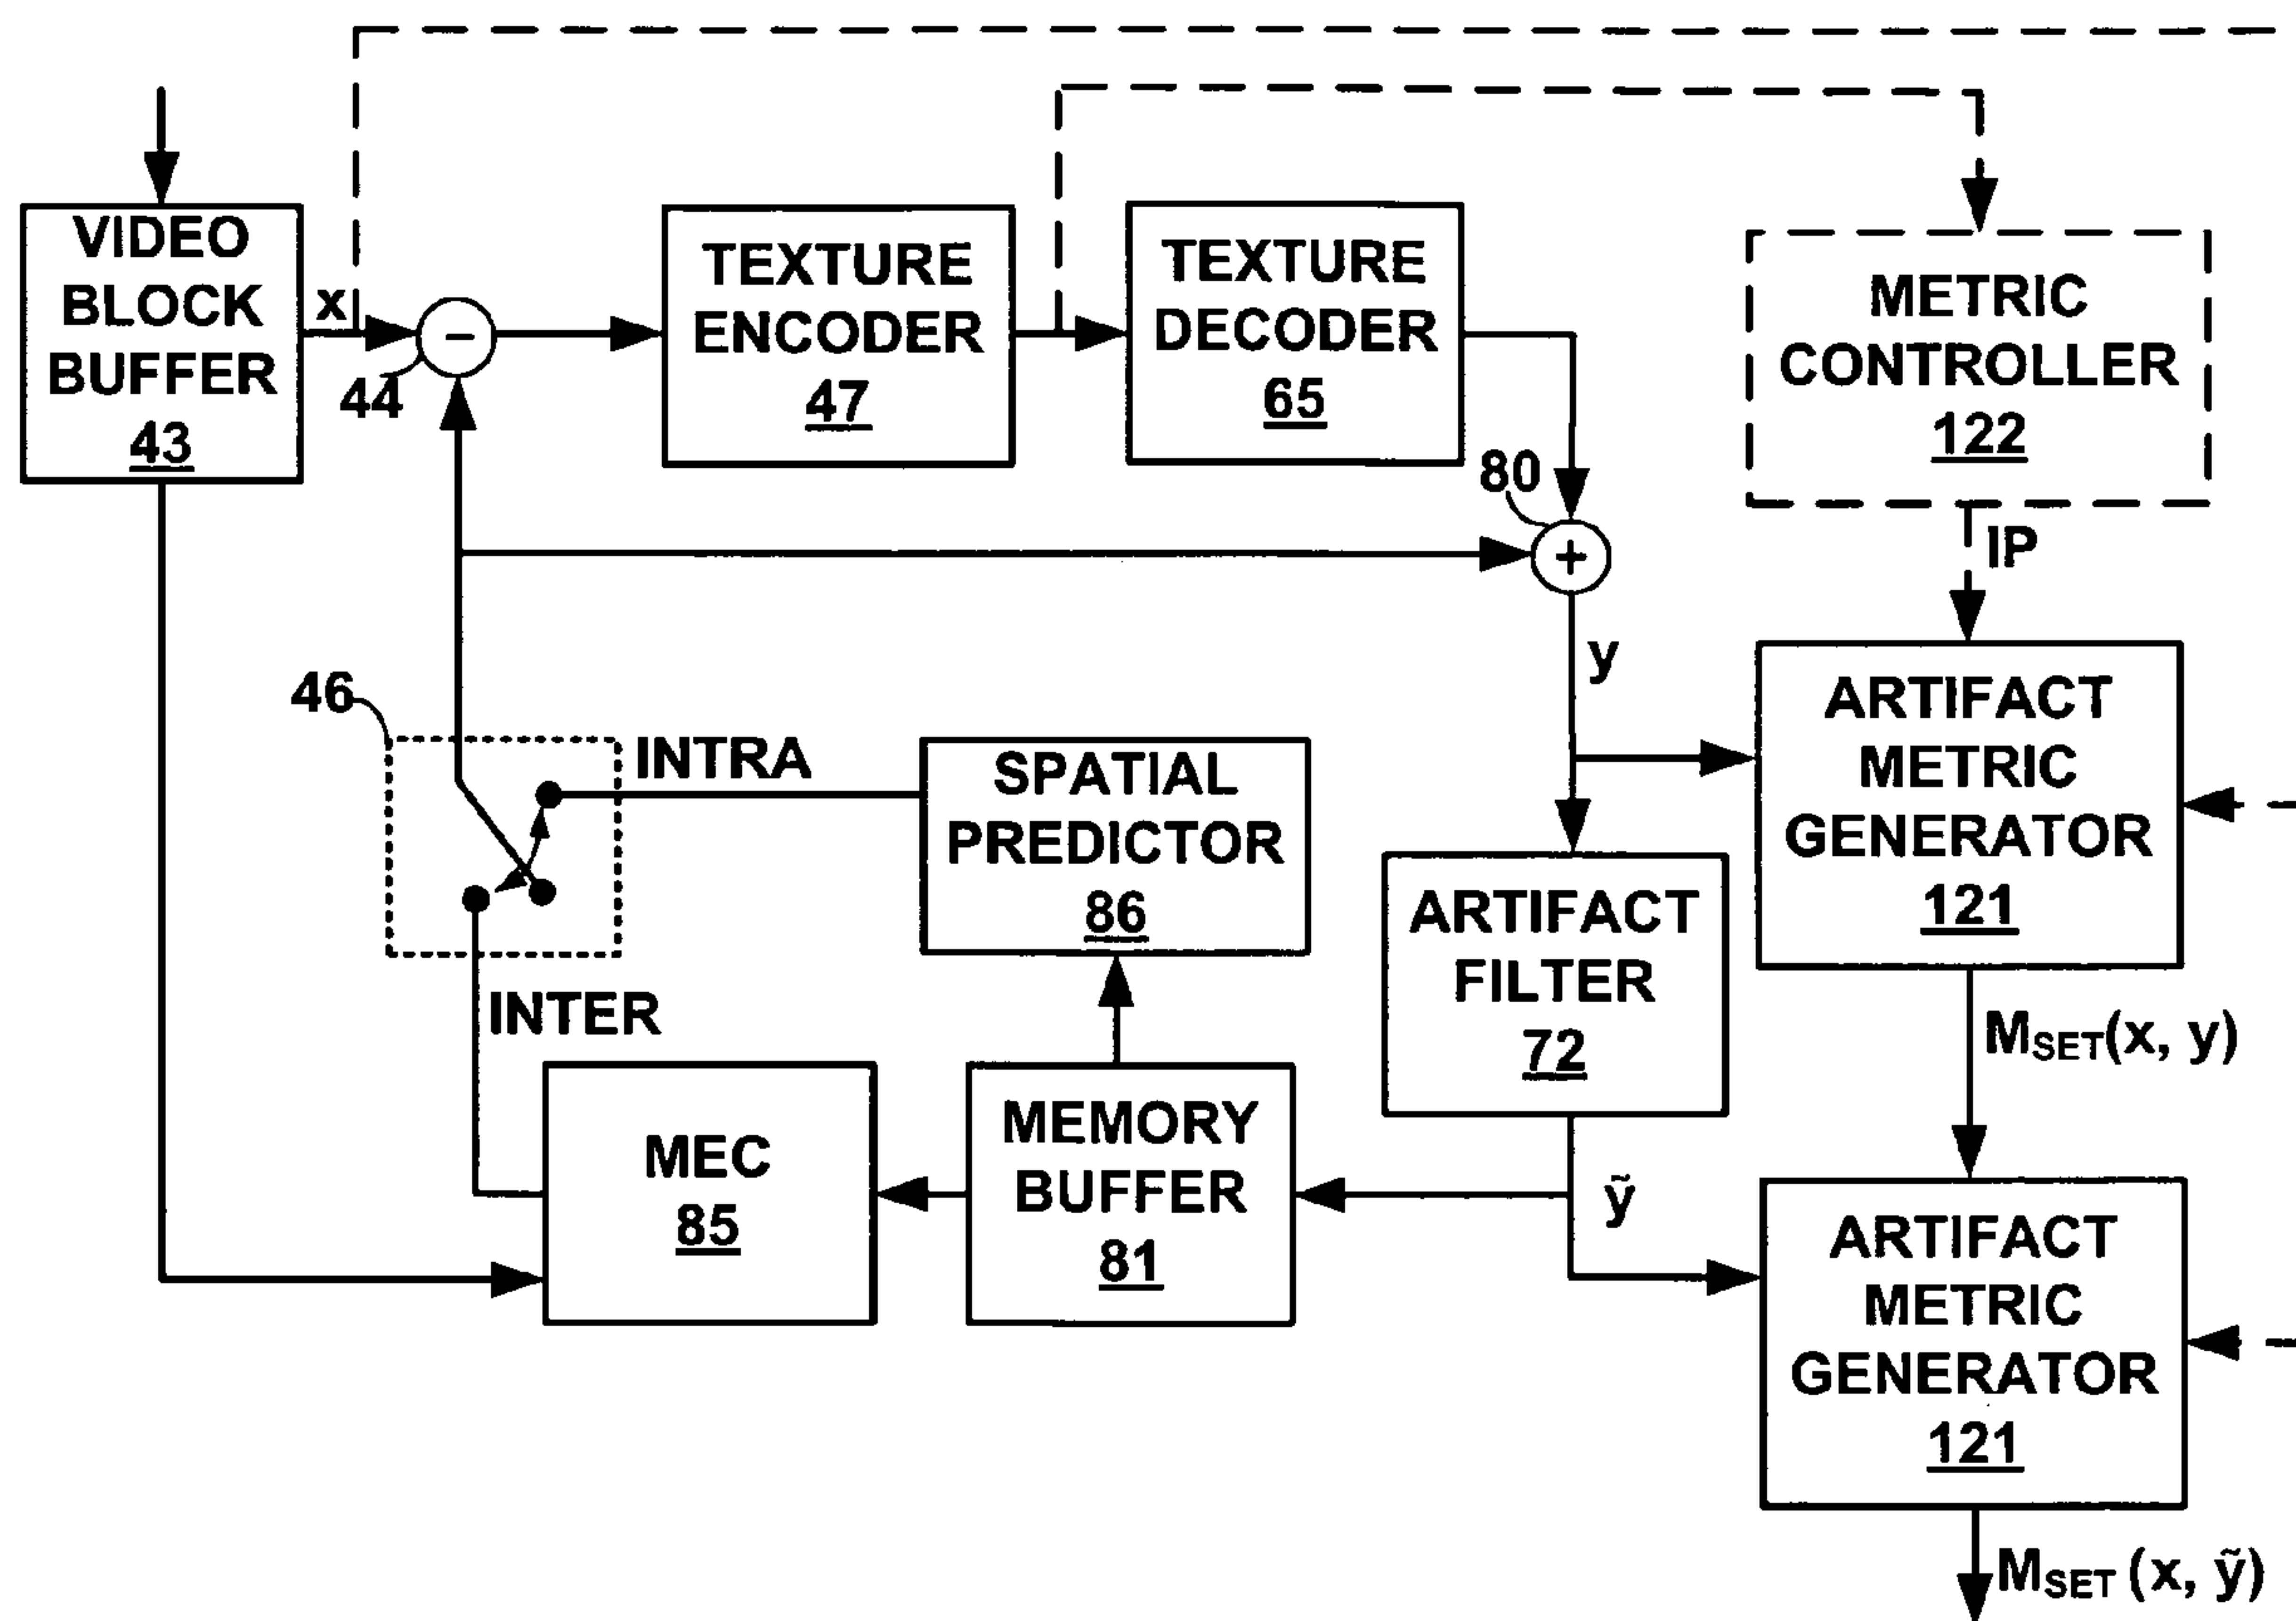 VIDEO
BLOCK
BUFFER
43
x
44
-
TEXTURE
ENCODER
47
TEXTURE
DECODER
65
METRIC
CONTROLLER
122
80
+
IP
y
46
INTRA
SPATIAL
PREDICTOR
86
ARTIFACT
METRIC
GENERATOR
121
ARTIFACT
FILTER
72
INTER
MSET(x, y)
MEC
85
MEMORY
BUFFER
81
ỹ
ARTIFACT
METRIC
GENERATOR
121
MSET (x, ỹ)